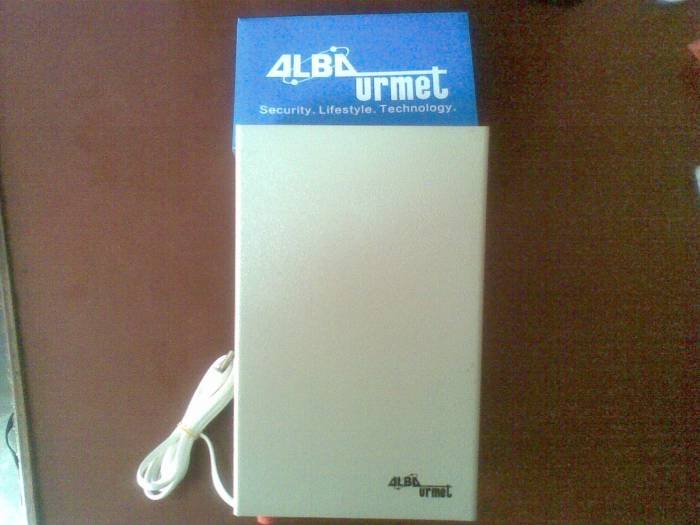 ALBA
urmet
Security. Lifestyle. Technology.
ALBA
urmet